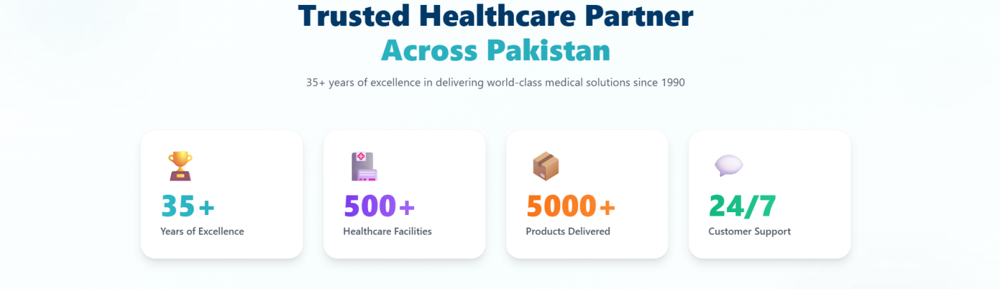 Trusted Healthcare Partner
Across Pakistan
35+ years of excellence in delivering world-class medical solutions since 1990
35+
Years of Excellence
500+
Healthcare Facilities
5000+
Products Delivered
24/7
Customer Support